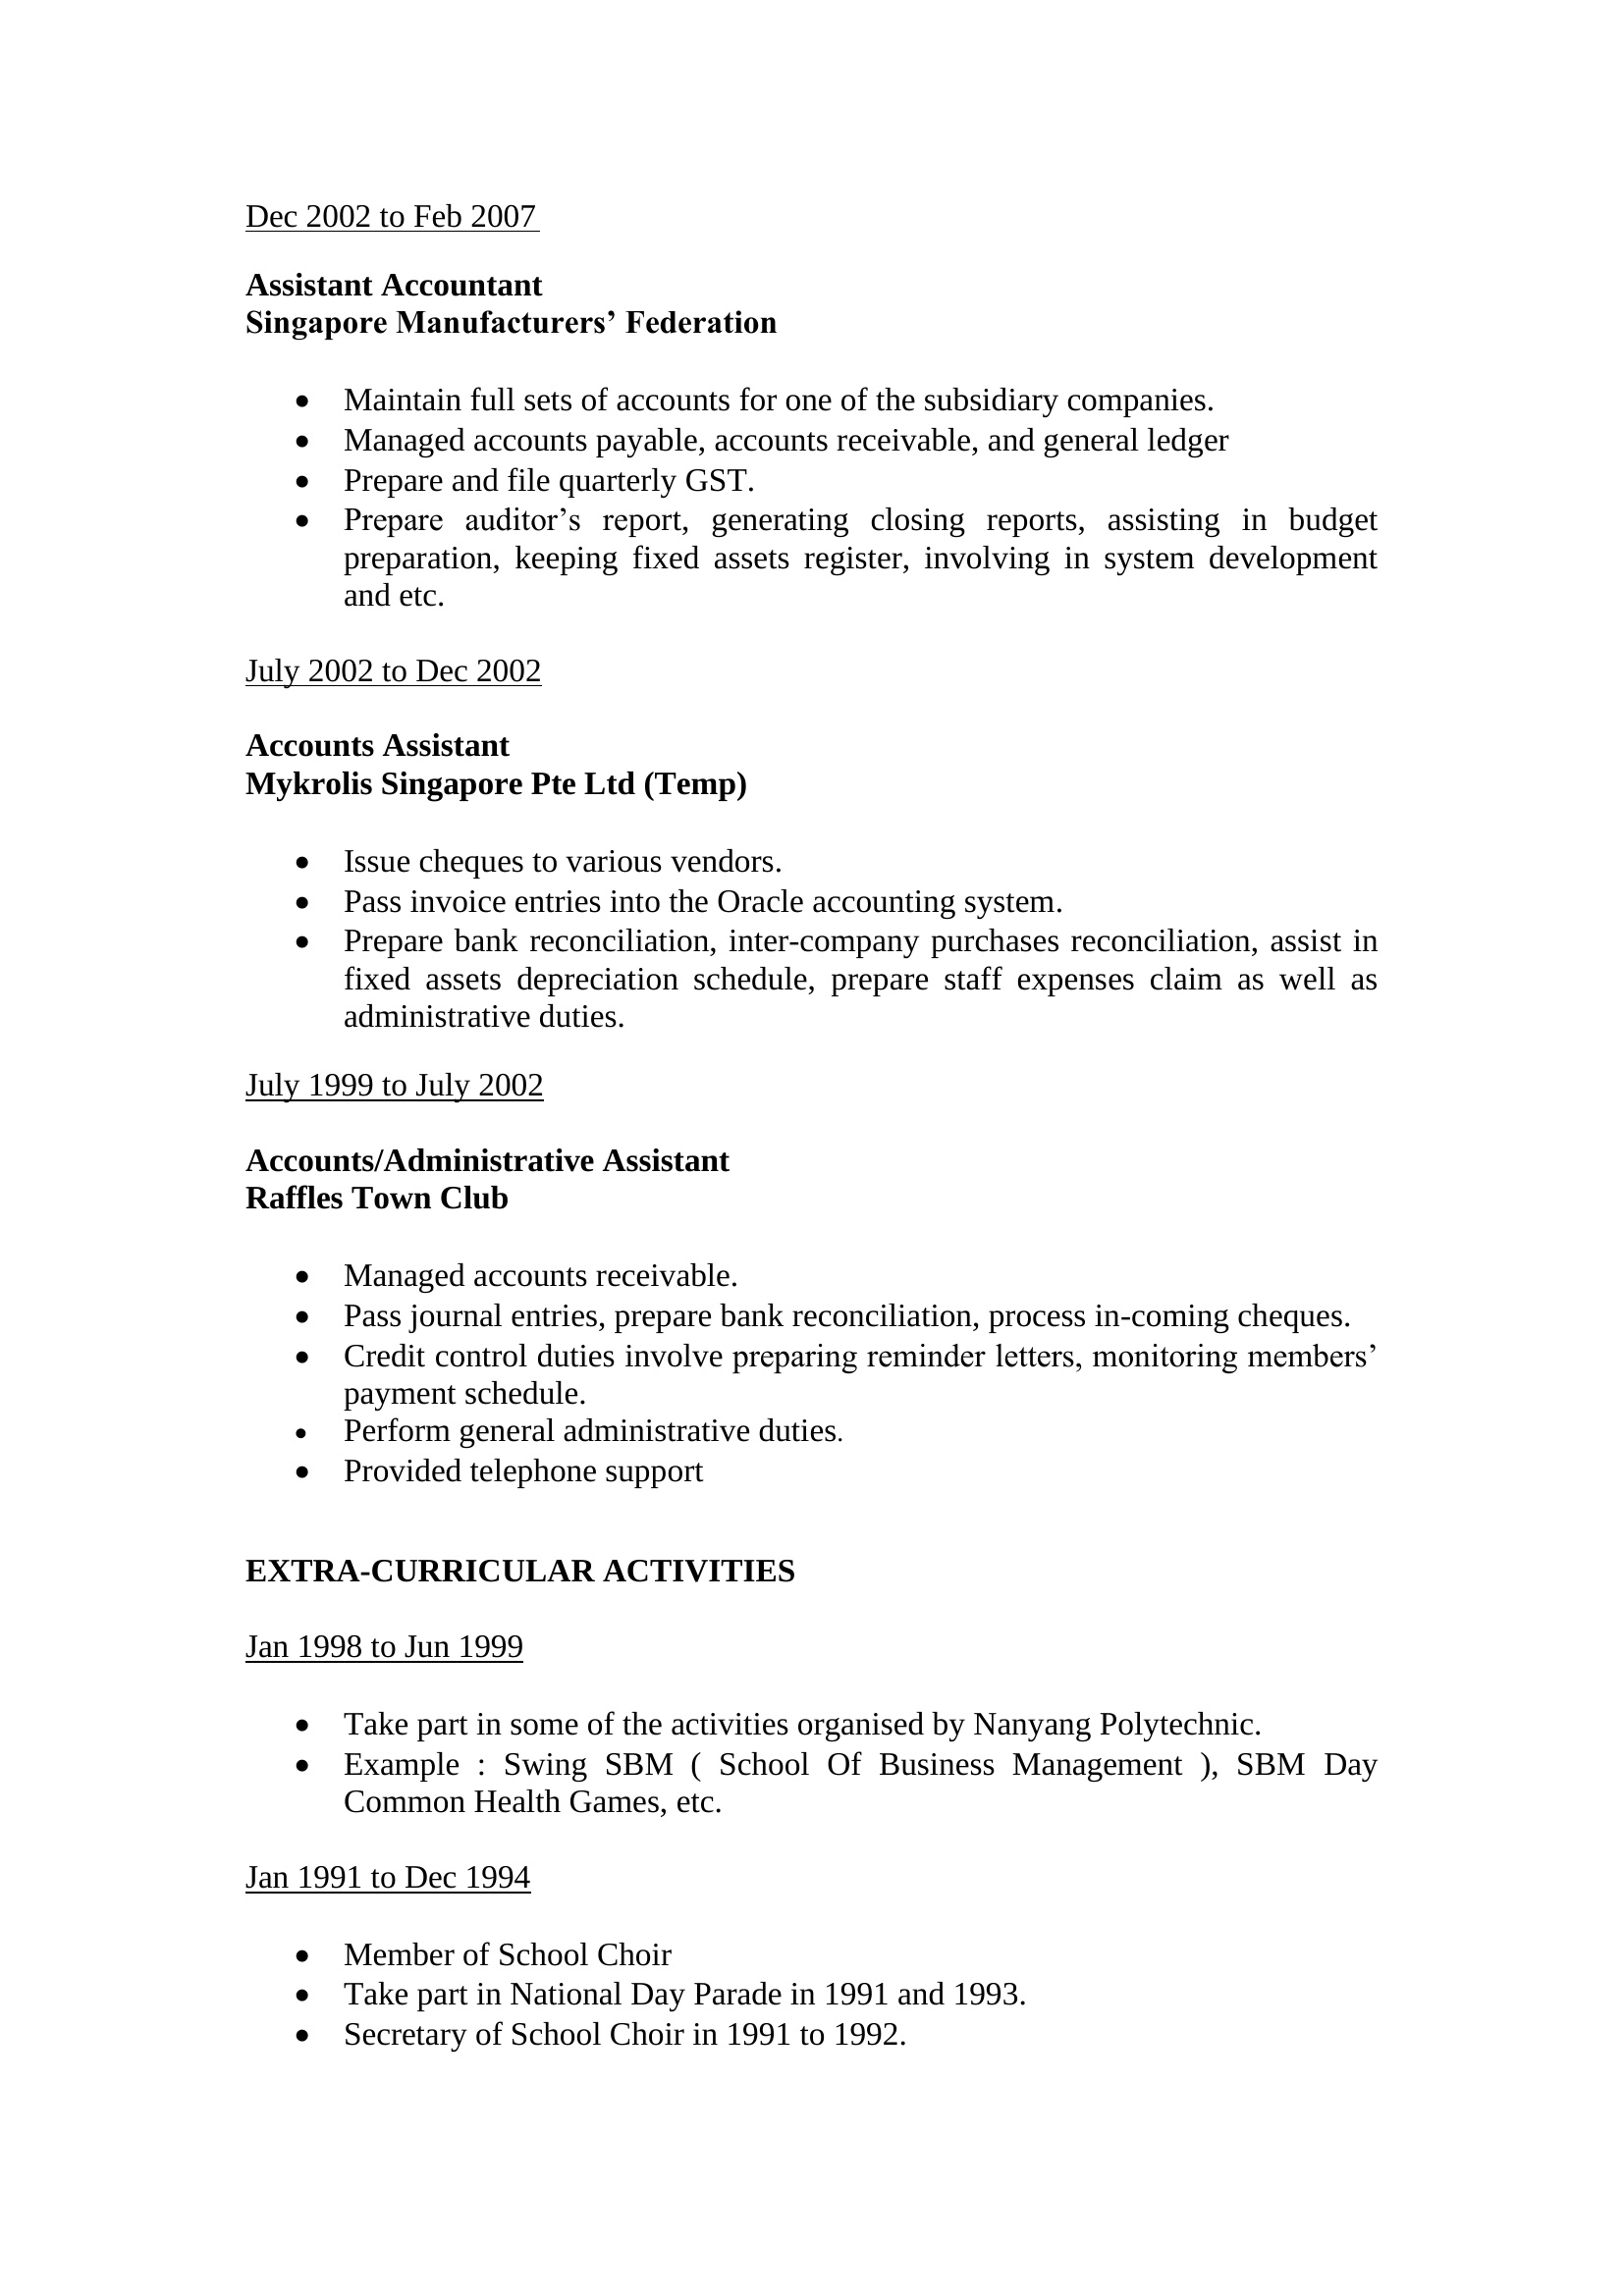 Dec 2002 to Feb 2007
Assistant Accountant
Singapore Manufacturers’ Federation
• Maintain full sets of accounts for one of the subsidiary companies.
• Managed accounts payable, accounts receivable, and general ledger
• Prepare and file quarterly GST.
• Prepare auditor’s report, generating closing reports, assisting in budget
preparation, keeping fixed assets register, involving in system development
and etc.
July 2002 to Dec 2002
Accounts Assistant
Mykrolis Singapore Pte Ltd (Temp)
• Issue cheques to various vendors.
• Pass invoice entries into the Oracle accounting system.
• Prepare bank reconciliation, inter-company purchases reconciliation, assist in
fixed assets depreciation schedule, prepare staff expenses claim as well as
administrative duties.
July 1999 to July 2002
Accounts/Administrative Assistant
Raffles Town Club
• Managed accounts receivable.
• Pass journal entries, prepare bank reconciliation, process in-coming cheques.
• Credit control duties involve preparing reminder letters, monitoring members’
payment schedule.
• Perform general administrative duties.
• Provided telephone support
EXTRA-CURRICULAR ACTIVITIES
Jan 1998 to Jun 1999
• Take part in some of the activities organised by Nanyang Polytechnic.
• Example : Swing SBM ( School Of Business Management ), SBM Day
Common Health Games, etc.
Jan 1991 to Dec 1994
• Member of School Choir
• Take part in National Day Parade in 1991 and 1993.
• Secretary of School Choir in 1991 to 1992.